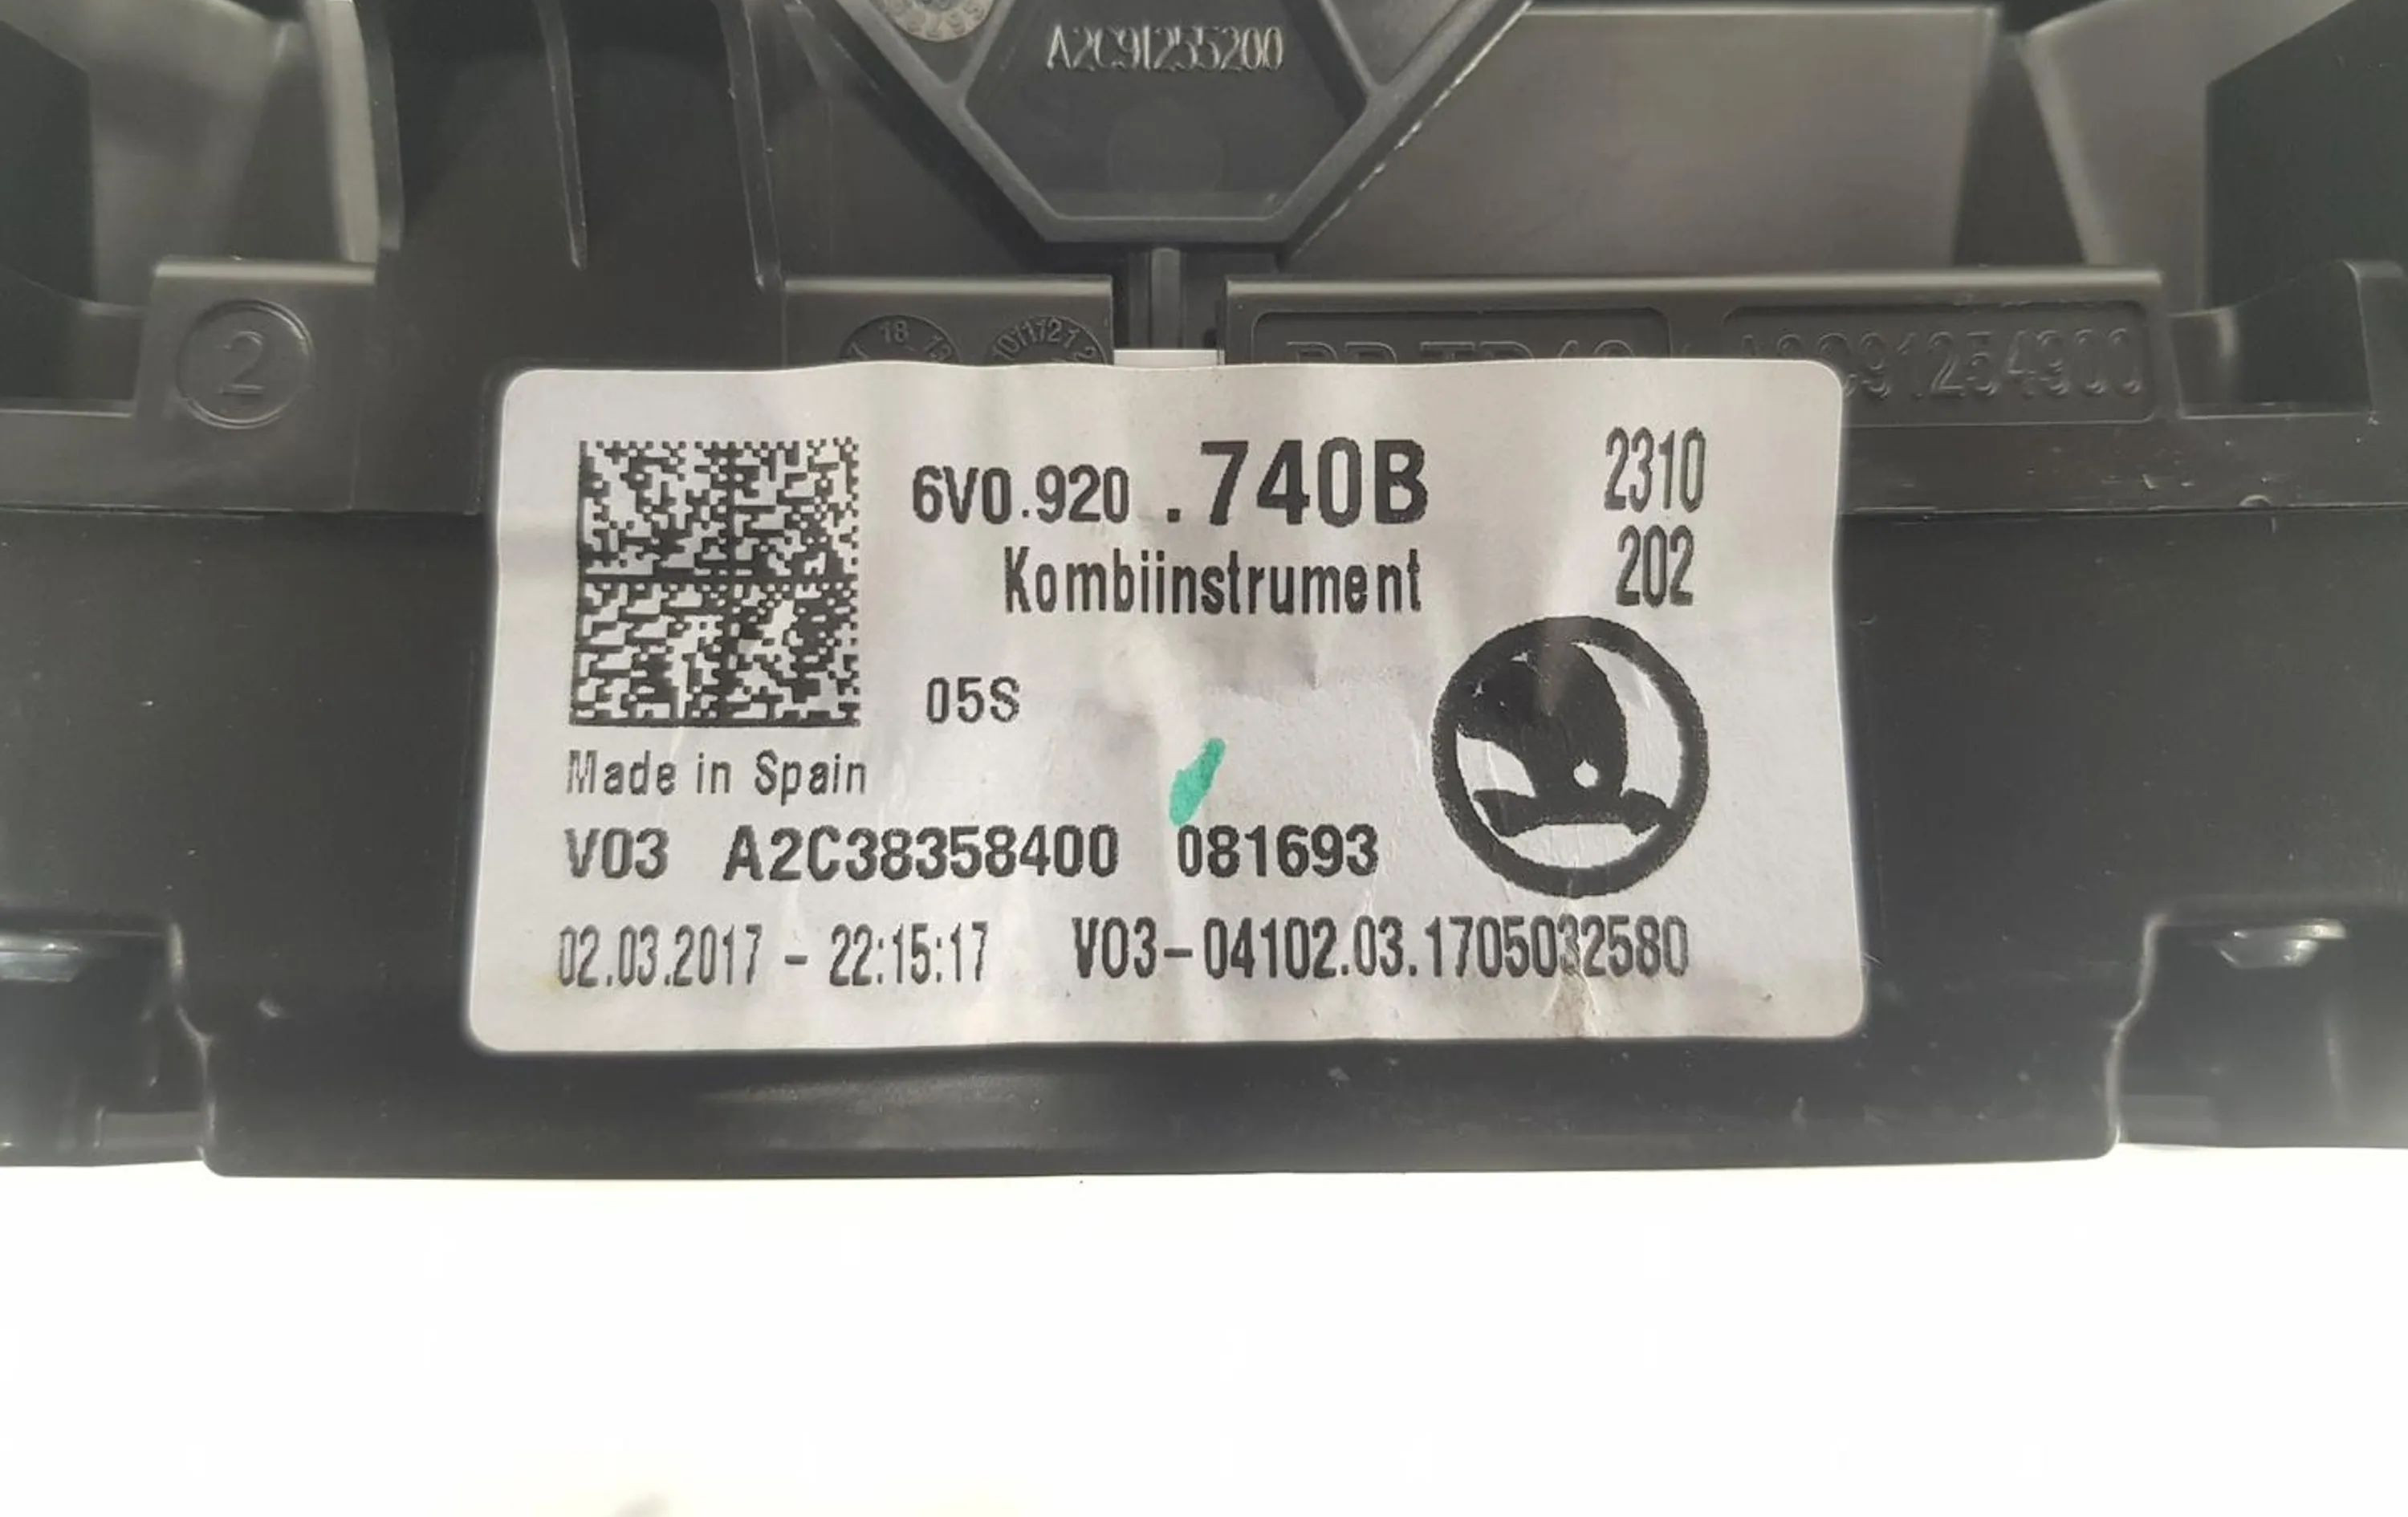 A2C91255200
2
6V0.920 .740B 2310
Kombiinstrument 202
05S
Made in Spain
V03 A2C38358400 081693
02.03.2017 - 22:15:17 V03-04102.03.1705032580